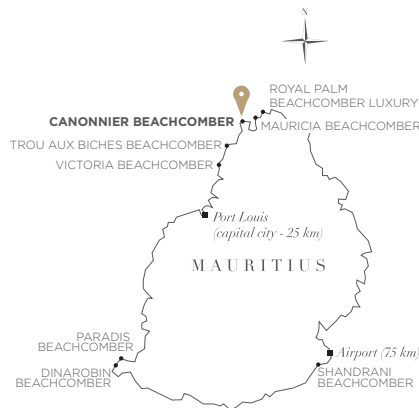 ROYAL PALM
BEACHCOMBER LUXURY
CANONNIER BEACHCOMBER
MAURICIA BEACHCOMBER
TROU AUX BICHES BEACHCOMBER
VICTORIA BEACHCOMBER
Port Louis
(capital city - 25 km)
MAURITIUS
PARADIS
BEACHCOMBER
Airport (75 km)
DINAROBIN
BEACHCOMBER
SHANDRANI
BEACHCOMBER